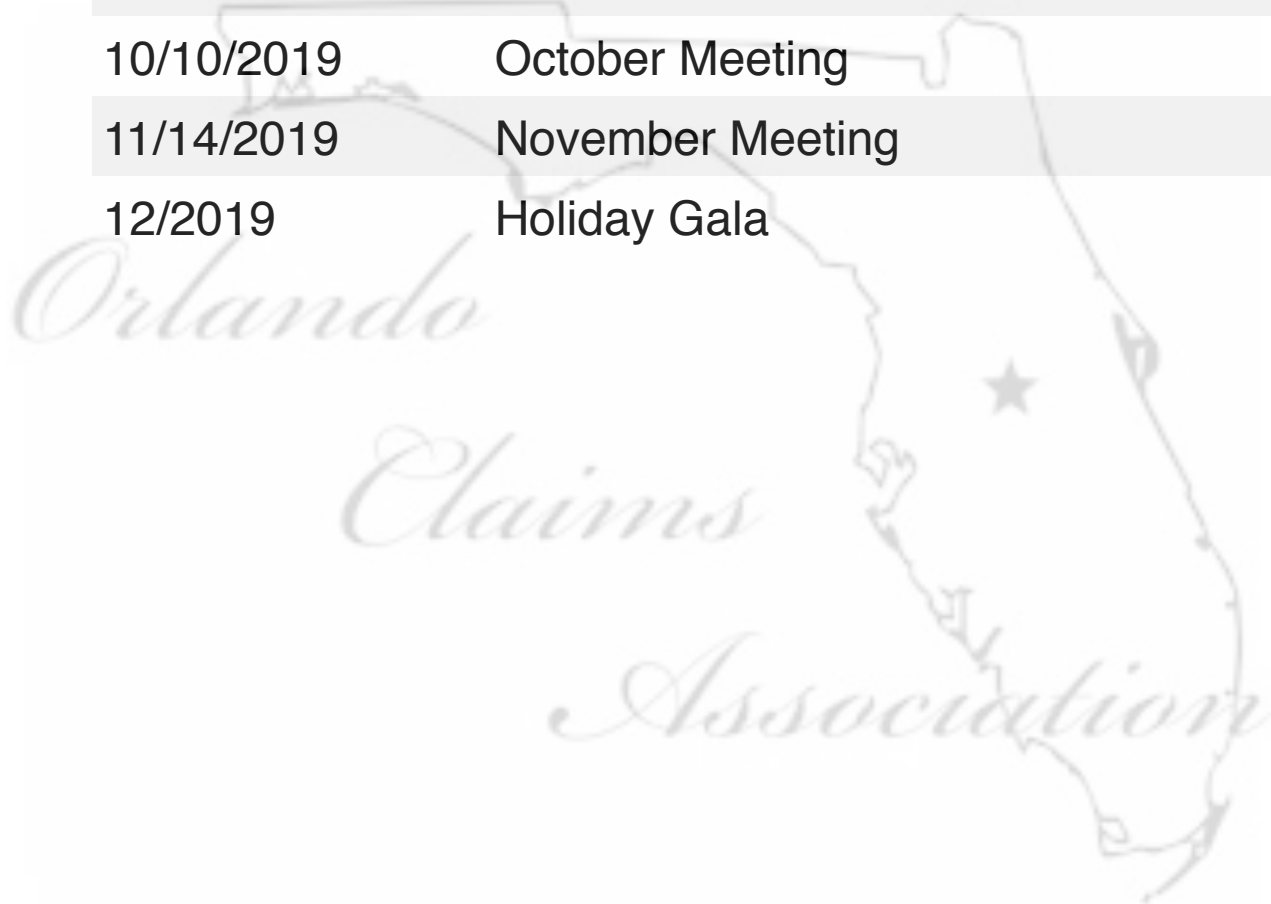 10/10/2019 October Meeting
11/14/2019 November Meeting
12/2019 Holiday Gala
Orlando
Claims
Association